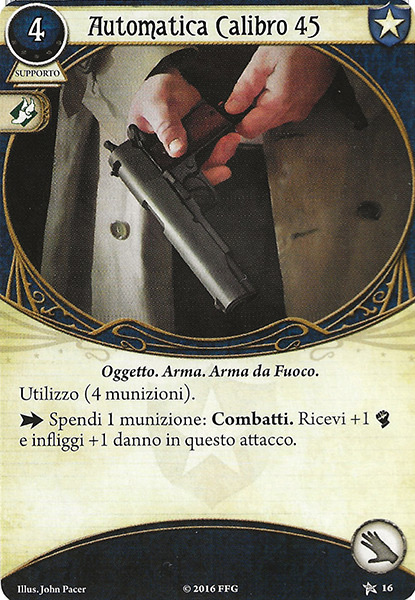 4
Automatica Calibro 45
SUPPORTO
Oggetto. Arma. Arma da Fuoco.
Utilizzo (4 munizioni).
Spendi 1 munizione: Combatti. Ricevi +1
e infliggi +1 danno in questo attacco.
Illus. John Pacer
© 2016 FFG
16